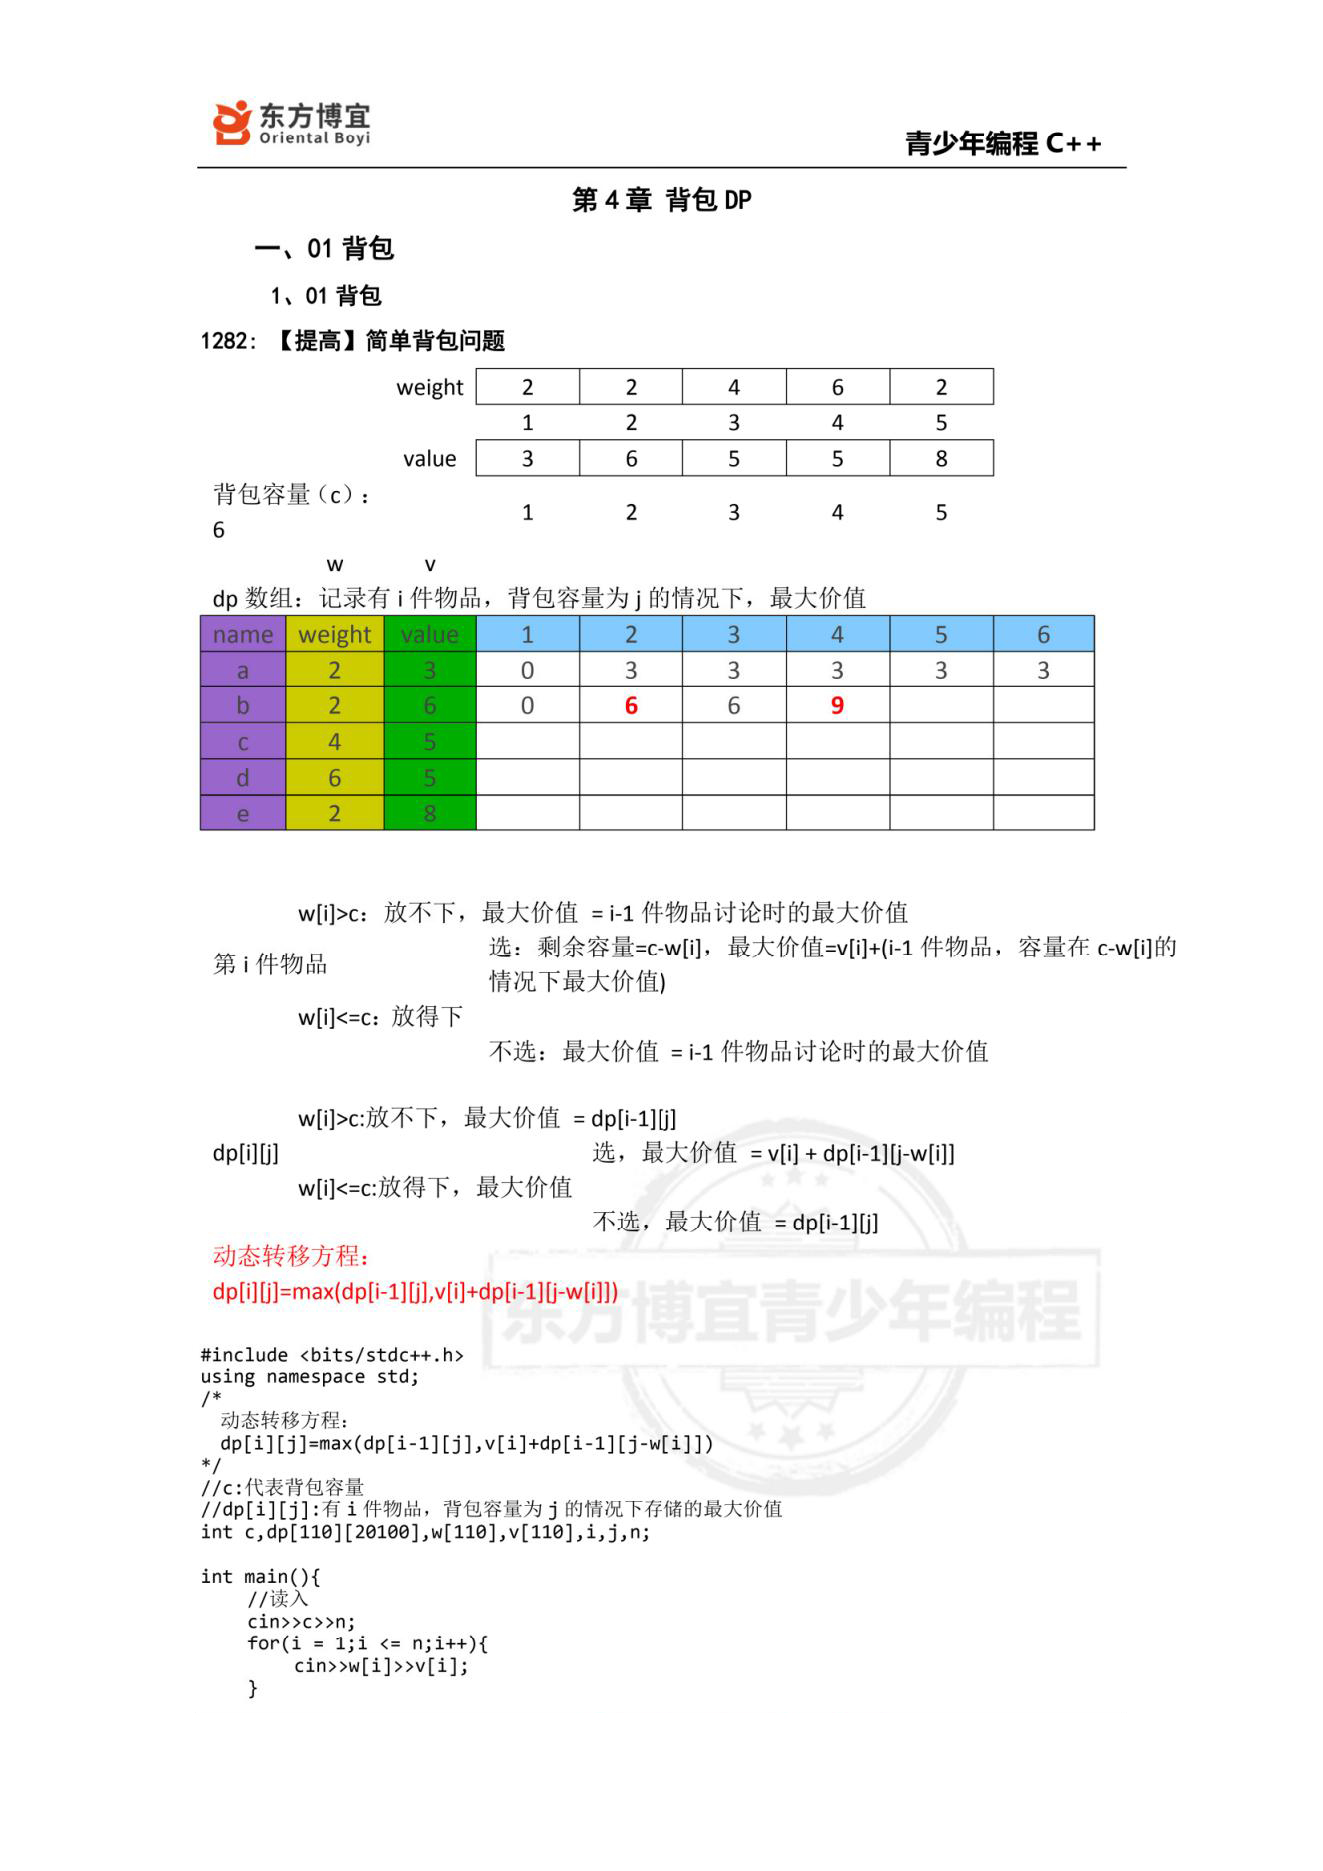 东方博宜
Oriental Boyi
青少年编程 C++
第 4 章 背包 DP
一、01 背包
1、01 背包
1282: 【提高】简单背包问题
weight 2 2 4 6 2
1 2 3 4 5
value 3 6 5 5 8
背包容量（c）:
6
1 2 3 4 5
w v
dp 数组：记录有 i 件物品，背包容量为 j 的情况下，最大价值
name weight value 1 2 3 4 5 6
a 2 3 0 3 3 3 3 3
b 2 6 0 6 6 9
c 4 5
d 6 5
e 2 8
w[i]>c：放不下，最大价值 = i-1 件物品讨论时的最大价值
选：剩余容量=c-w[i]，最大价值=v[i]+(i-1 件物品，容量在 c-w[i]的
第 i 件物品
情况下最大价值)
w[i]<=c：放得下
不选：最大价值 = i-1 件物品讨论时的最大价值
w[i]>c:放不下，最大价值 = dp[i-1][j]
dp[i][j] 选，最大价值 = v[i] + dp[i-1][j-w[i]]
w[i]<=c:放得下，最大价值
不选，最大价值 = dp[i-1][j]
动态转移方程：
dp[i][j]=max(dp[i-1][j],v[i]+dp[i-1][j-w[i]])
东方博宜青少年编程
#include <bits/stdc++.h>
using namespace std;
/*
动态转移方程：
dp[i][j]=max(dp[i-1][j],v[i]+dp[i-1][j-w[i]])
*/
//c:代表背包容量
//dp[i][j]:有 i 件物品，背包容量为 j 的情况下存储的最大价值
int c,dp[110][20100],w[110],v[110],i,j,n;
int main(){
//读入
cin>>c>>n;
for(i = 1;i <= n;i++){
cin>>w[i]>>v[i];
}